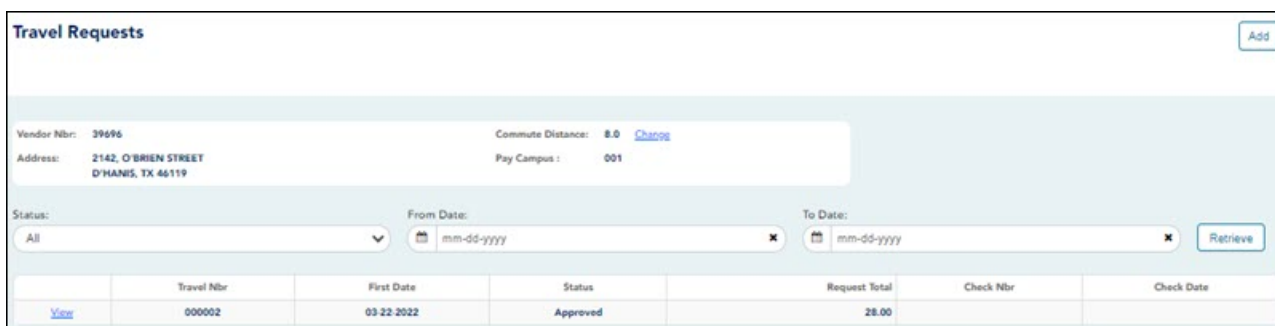 Travel Requests
Add
Vendor Nbr: 39696 Commute Distance: 8.0 Change
Address: 2142, O'BRIEN STREET Pay Campus : 001
D'HANIS, TX 46119
Status: From Date: To Date:
All mm-dd-yyyy mm-dd-yyyy Retrieve
Travel Nbr First Date Status Request Total Check Nbr Check Date
View 000002 03-22-2022 Approved 28.00